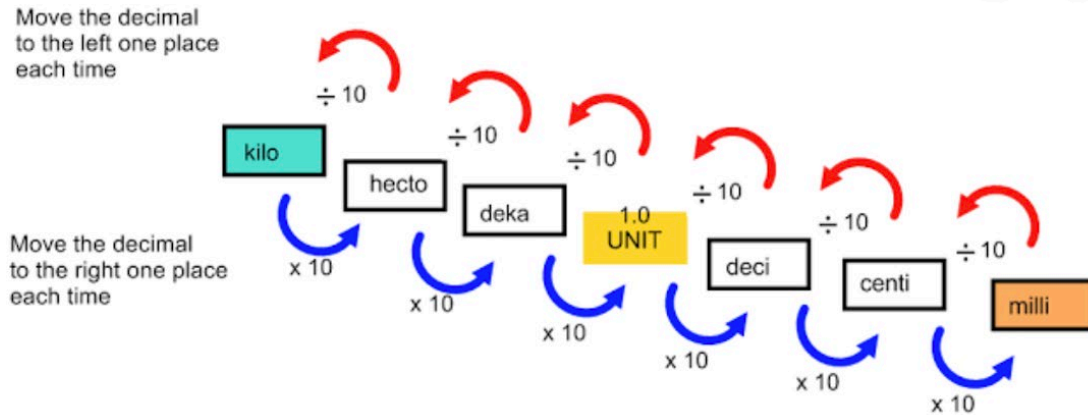 Move the decimal
to the left one place
each time
÷ 10
÷ 10
÷ 10
÷ 10
÷ 10
÷ 10
kilo
hecto
deka
1.0
UNIT
deci
centi
milli
Move the decimal
to the right one place
each time
x 10
x 10
x 10
x 10
x 10
x 10